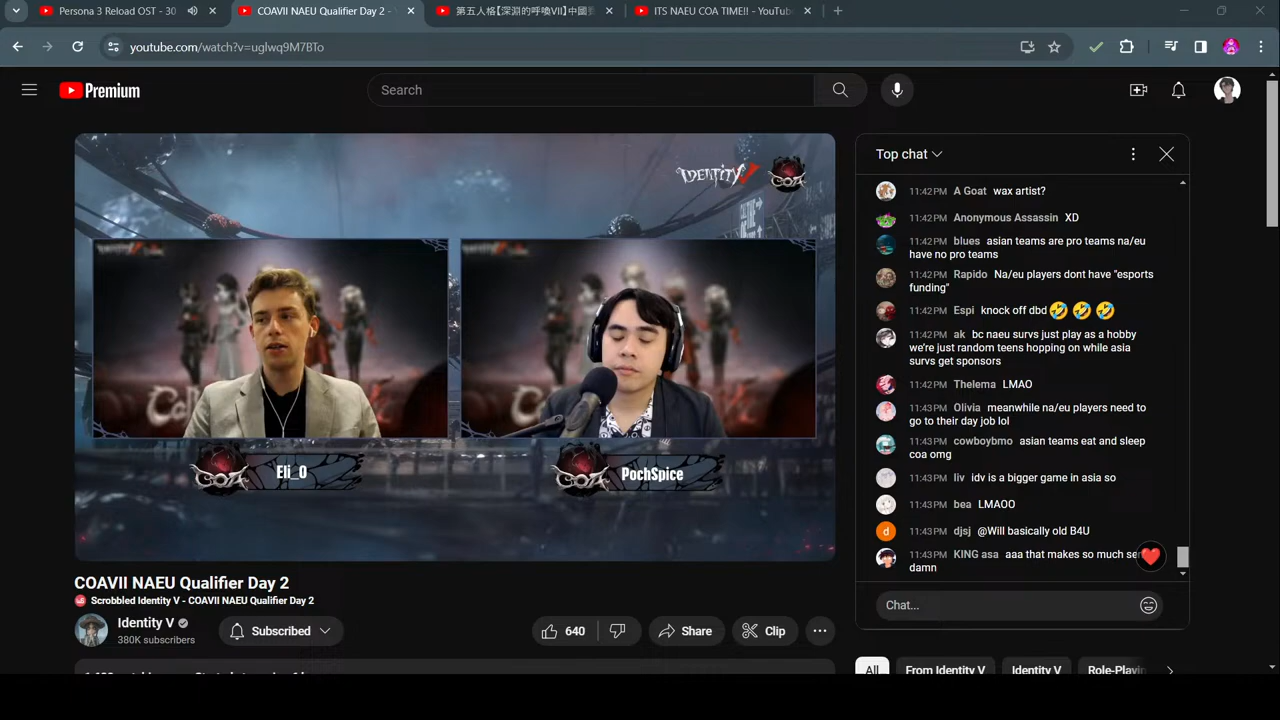 Persona 3 Reload OST - 30
COAVII NAEU Qualifier Day 2 -
第五人格【深淵的呼喚VII】中國
ITS NAEU COA TIME!! - YouTub
youtube.com/watch?v=uglwq9M7BTo
Premium
Search
IDENTITY V
COA
Eli_O
PochSpice
Top chat
11:42PM A Goat wax artist?
11:42PM Anonymous Assassin XD
11:42PM blues asian teams are pro teams na/eu
have no pro teams
11:42PM Rapido Na/eu players dont have "esports
funding"
11:42PM Espi knock off dbd 🤣 🤣 🤣
11:42PM ak bc naeu survs just play as a hobby
we're just random teens hopping on while asia
survs get sponsors
11:42PM Thelema LMAO
11:43PM Olivia meanwhile na/eu players need to
go to their day job lol
11:43PM cowboybmo asian teams eat and sleep
coa omg
11:43PM liv idv is a bigger game in asia so
11:43PM bea LMAOO
d
11:43PM djsj @Will basically old B4U
11:43PM KING asa aaa that makes so much se
damn
Chat...
COAVII NAEU Qualifier Day 2
Scrobbled Identity V - COAVII NAEU Qualifier Day 2
Identity V
380K subscribers
Subscribed
640
Share
Clip
All
From Identity V
Identity V
Role-Playin